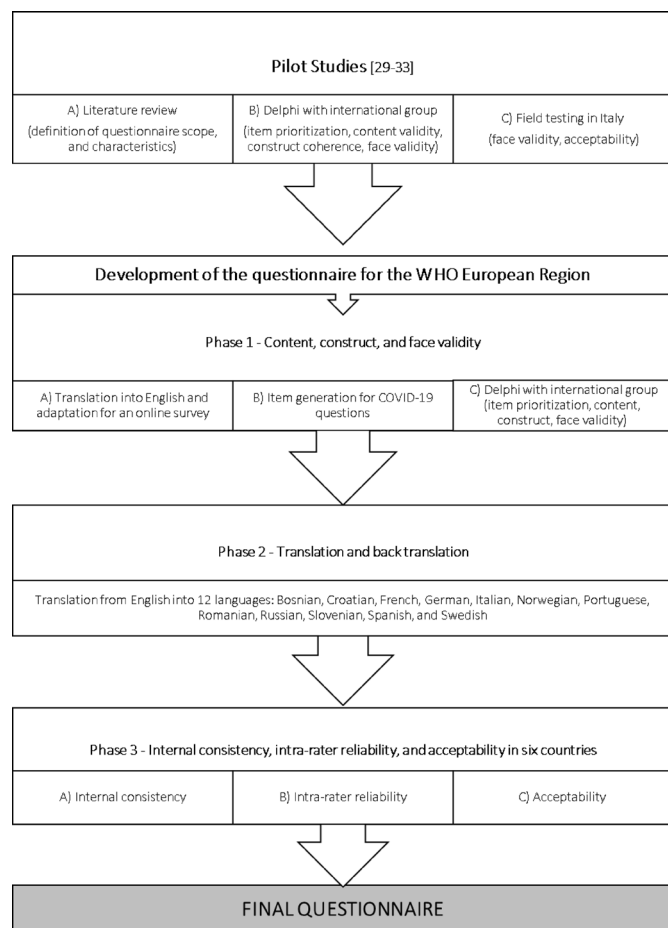 Pilot Studies [29-33]
A) Literature review
(definition of questionnaire scope,
and characteristics)
B) Delphi with international group
(item prioritization, content validity,
construct coherence, face validity)
C) Field testing in Italy
(face validity, acceptability)
Development of the questionnaire for the WHO European Region
Phase 1 - Content, construct, and face validity
A) Translation into English and
adaptation for an online survey
B) Item generation for COVID-19
questions
C) Delphi with international group
(item prioritization, content,
construct, face validity)
Phase 2 - Translation and back translation
Translation from English into 12 languages: Bosnian, Croatian, French, German, Italian, Norwegian, Portuguese,
Romanian, Russian, Slovenian, Spanish, and Swedish
Phase 3 - Internal consistency, intra-rater reliability, and acceptability in six countries
A) Internal consistency
B) Intra-rater reliability
C) Acceptability
FINAL QUESTIONNAIRE